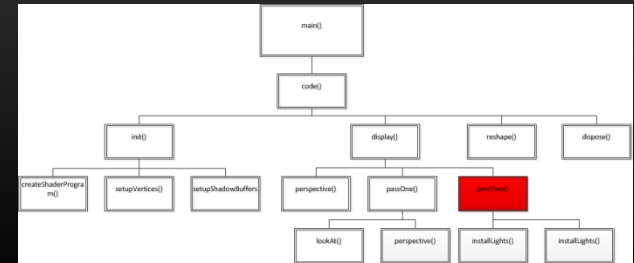 main()
code()
init()
display()
reshape()
dispose()
createShaderProgra
m()
setupVertices()
setupShadowBuffers
perspective()
passOne()
passTwo()
lookAt()
perspective()
installLights()
installLights()